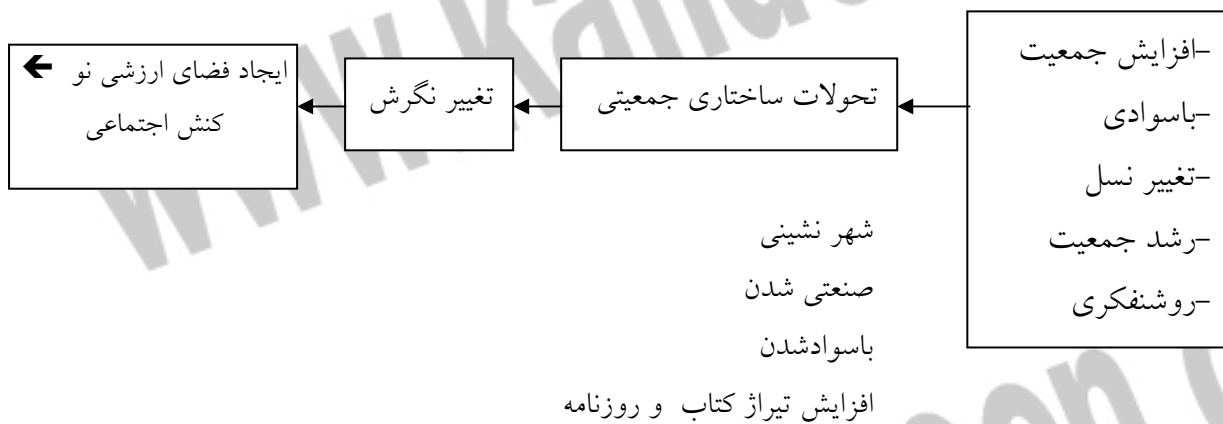 -افزایش جمعیت
-باسوادی
-تغییر نسل
-رشد جمعیت
-روشنفکری
تحولات ساختاری جمعیتی
تغییر نگرش
ایجاد فضای ارزشی نو ←
کنش اجتماعی
شهر نشینی
صنعتی شدن
باسوادشدن
افزایش تیراژ کتاب و روزنامه